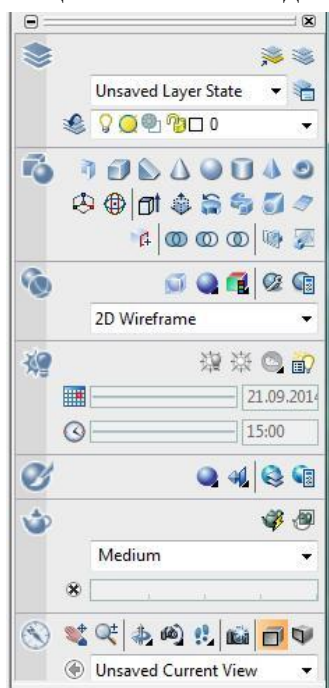 Unsaved Layer State
0
2D Wireframe
21.09.2014
15:00
Medium
Unsaved Current View